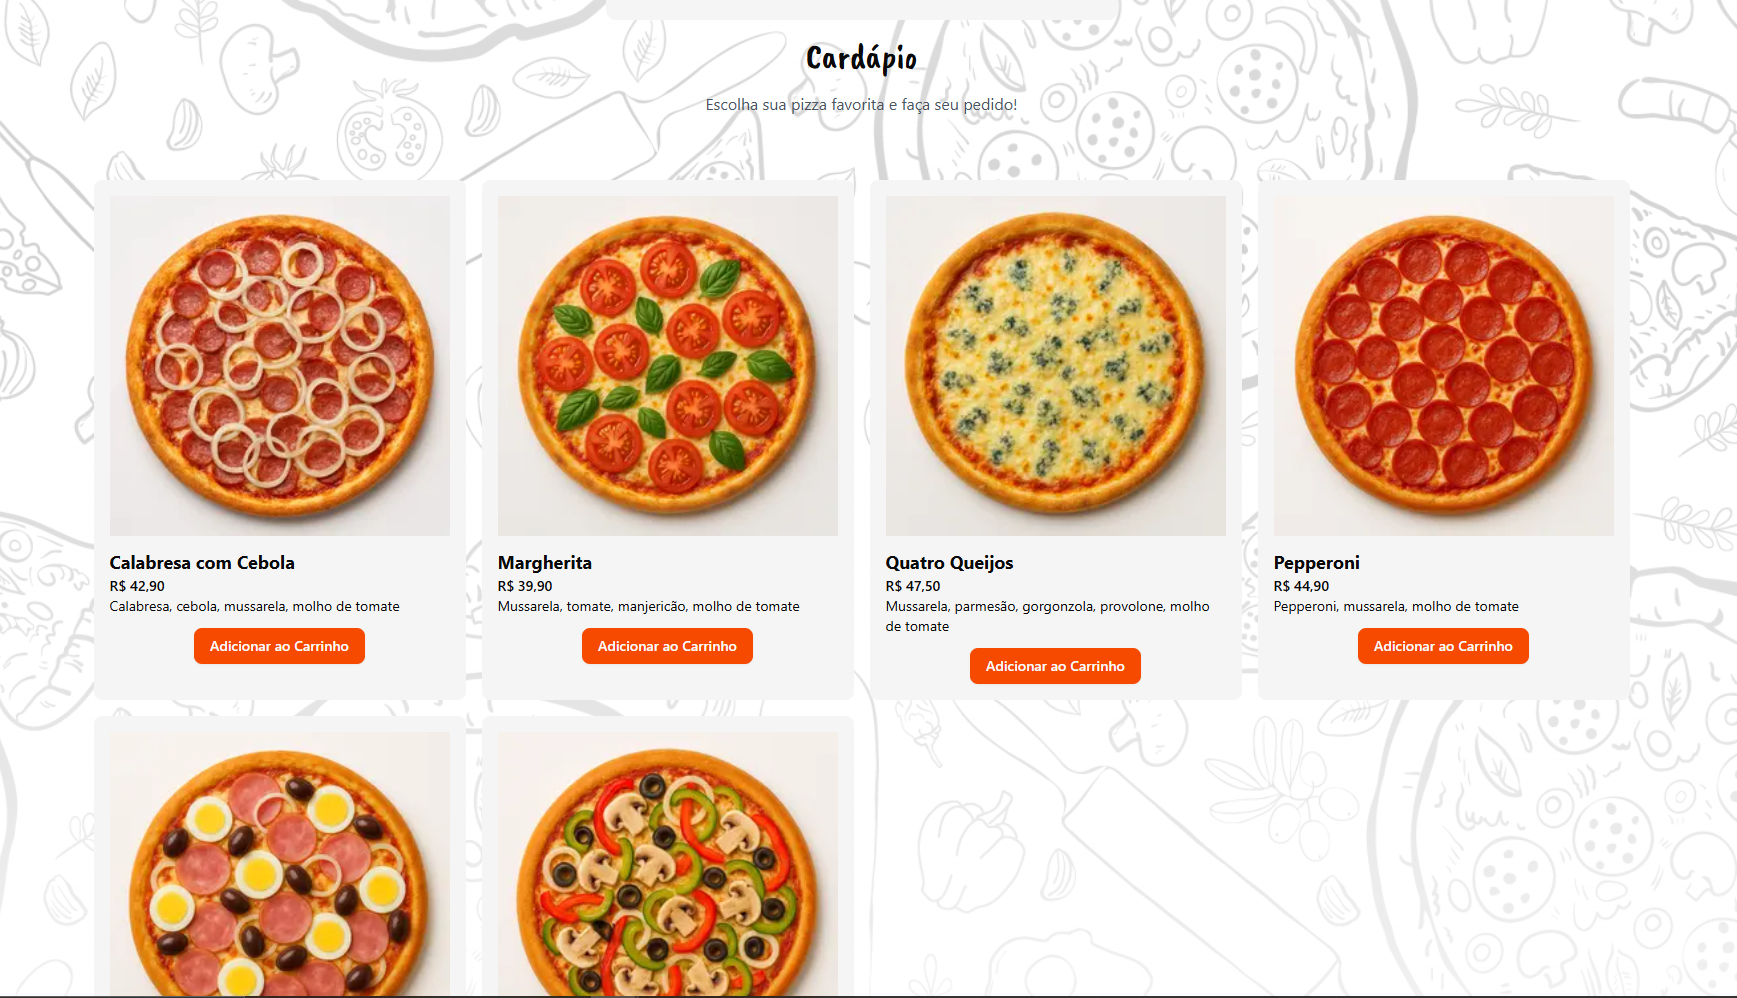 Cardápio
Escolha sua pizza favorita e faça seu pedido!
Calabresa com Cebola
R$ 42,90
Calabresa, cebola, mussarela, molho de tomate
Adicionar ao Carrinho
Margherita
R$ 39,90
Mussarela, tomate, manjericão, molho de tomate
Adicionar ao Carrinho
Quatro Queijos
R$ 47,50
Mussarela, parmesão, gorgonzola, provolone, molho
de tomate
Adicionar ao Carrinho
Pepperoni
R$ 44,90
Pepperoni, mussarela, molho de tomate
Adicionar ao Carrinho